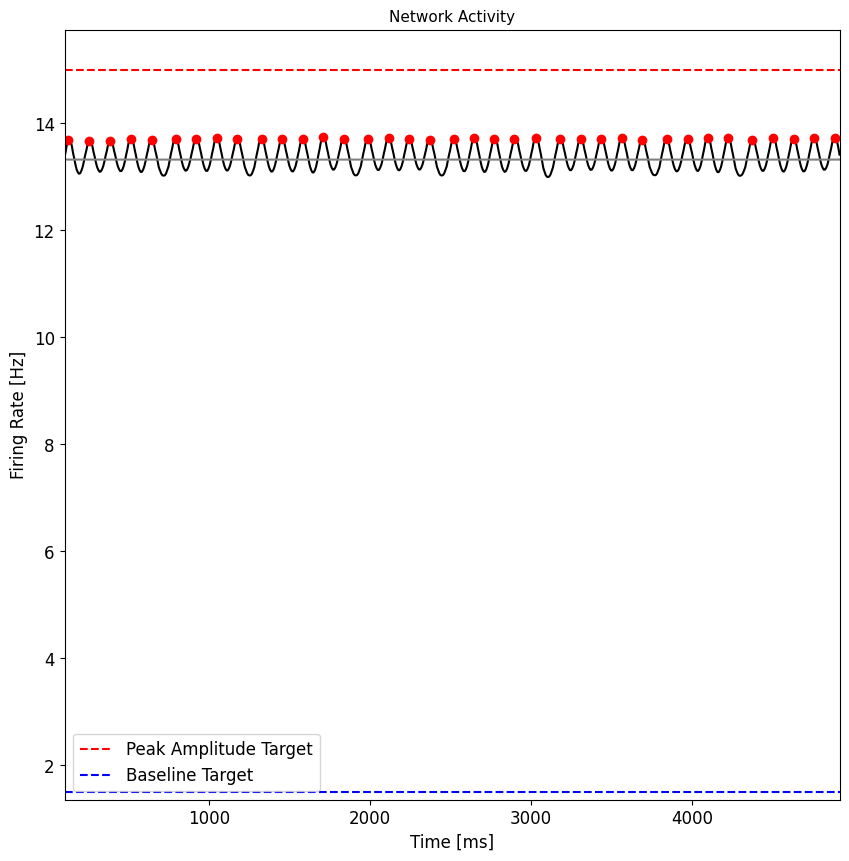 Network Activity
Firing Rate [Hz]
14
12
10
8
6
4
2
Peak Amplitude Target
Baseline Target
1000 2000 3000 4000
Time [ms]